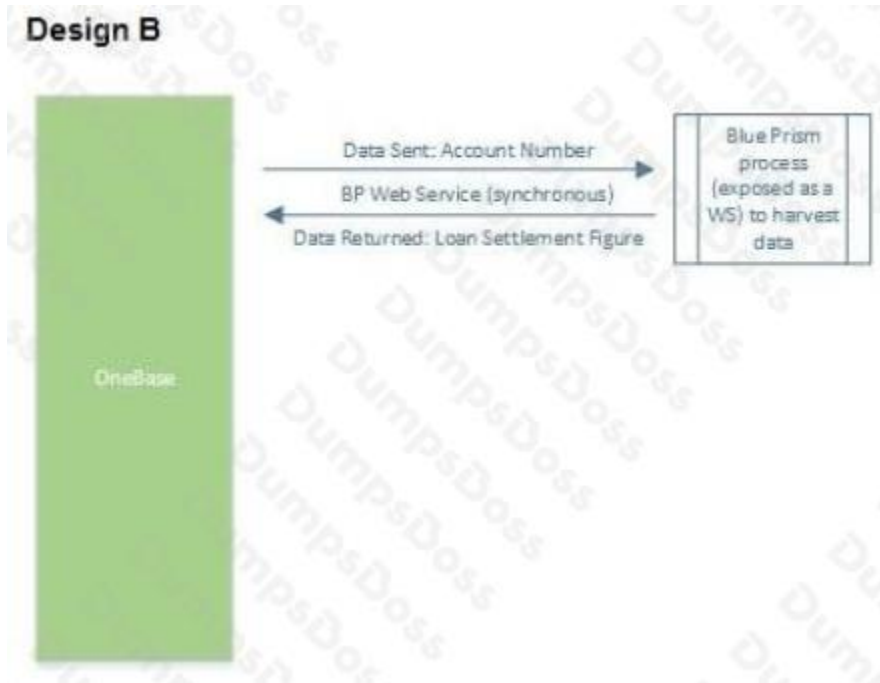 Design B
Data Sent: Account Number
BP Web Service (synchronous)
Data Returned: Loan Settlement Figure
Blue Prism
process
(exposed as a
WS) to harvest
data
OneBase